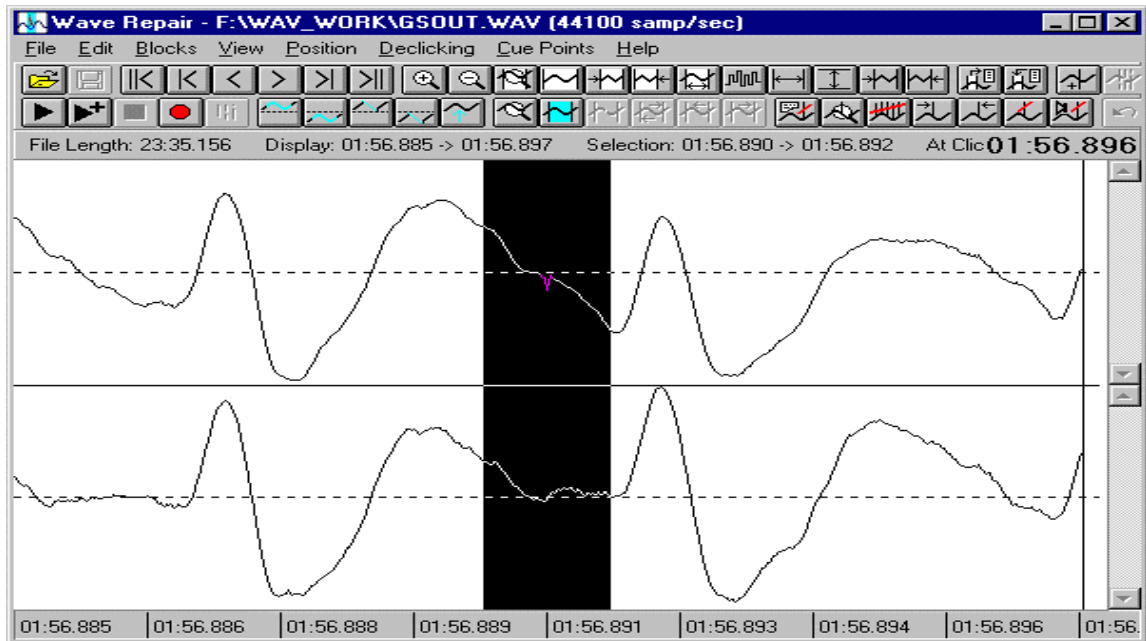 Wave Repair - F:\WAV_WORK\GSOUT.WAV (44100 samp/sec)
File Edit Blocks View Position Declicking Cue Points Help
File Length: 23:35.156 Display: 01:56.885 -> 01:56.897 Selection: 01:56.890 -> 01:56.892 At Clic 01:56.896
01:56.885 01:56.886 01:56.888 01:56.889 01:56.891 01:56.893 01:56.894 01:56.896 01:56.